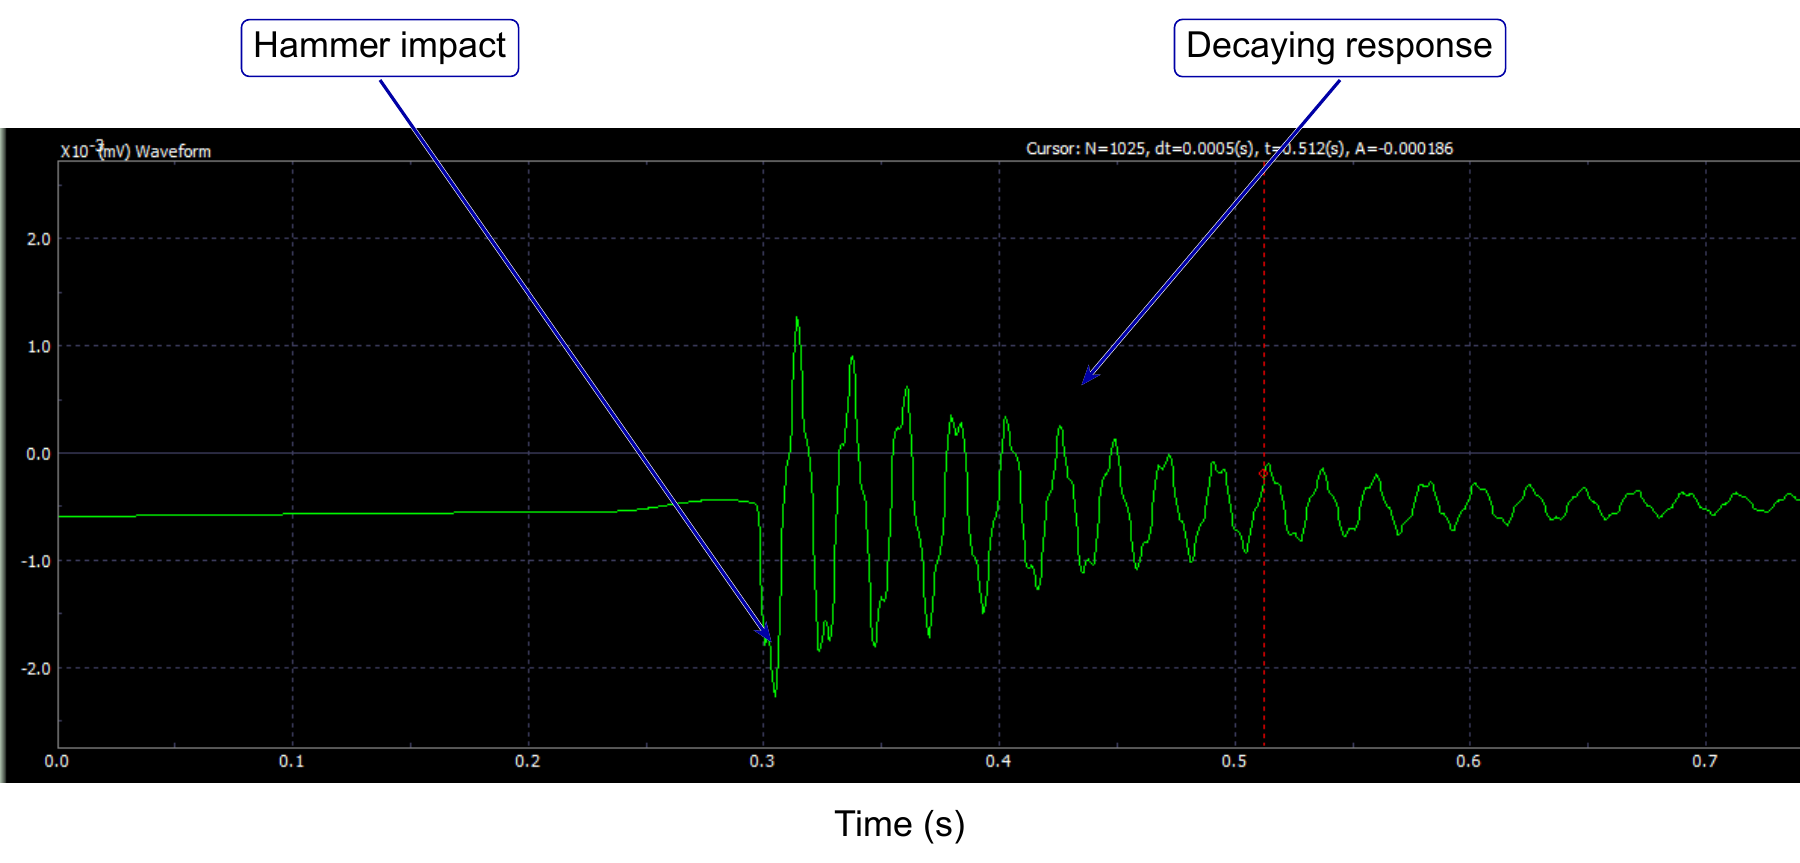 Hammer impact
Decaying response
X10⁻³(mV) Waveform
Cursor: N=1025, dt=0.0005(s), t=0.512(s), A=-0.000186
2.0
1.0
0.0
-1.0
-2.0
0.0 0.1 0.2 0.3 0.4 0.5 0.6 0.7
Time (s)